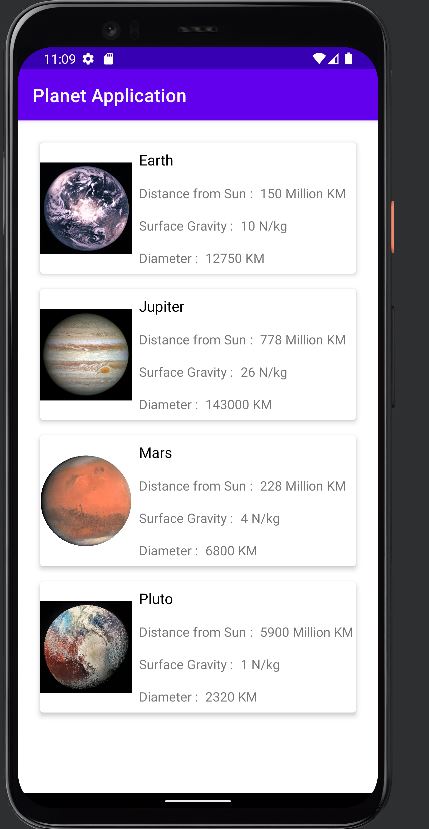 11:09
Planet Application
Earth
Distance from Sun : 150 Million KM
Surface Gravity : 10 N/kg
Diameter : 12750 KM
Jupiter
Distance from Sun : 778 Million KM
Surface Gravity : 26 N/kg
Diameter : 143000 KM
Mars
Distance from Sun : 228 Million KM
Surface Gravity : 4 N/kg
Diameter : 6800 KM
Pluto
Distance from Sun : 5900 Million KM
Surface Gravity : 1 N/kg
Diameter : 2320 KM